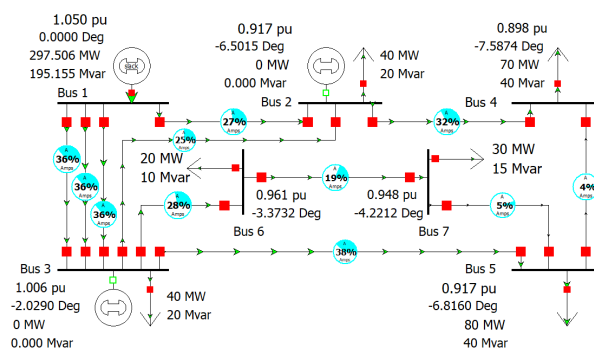 1.050 pu
0.0000 Deg
297.506 MW
195.155 Mvar
slack
Bus 1
0.917 pu
-6.5015 Deg
0 MW
0.000 Mvar
Bus 2
40 MW
20 Mvar
0.898 pu
-7.5874 Deg
70 MW
40 Mvar
Bus 4
A
27%
Amps
A
32%
Amps
A
25%
Amps
A
36%
Amps
A
36%
Amps
A
36%
Amps
20 MW
10 Mvar
A
28%
Amps
A
19%
Amps
30 MW
15 Mvar
A
4%
Amps
0.961 pu
-3.3732 Deg
Bus 6
0.948 pu
-4.2212 Deg
Bus 7
A
5%
Amps
A
38%
Amps
Bus 3
1.006 pu
-2.0290 Deg
0 MW
0.000 Mvar
40 MW
20 Mvar
Bus 5
0.917 pu
-6.8160 Deg
80 MW
40 Mvar